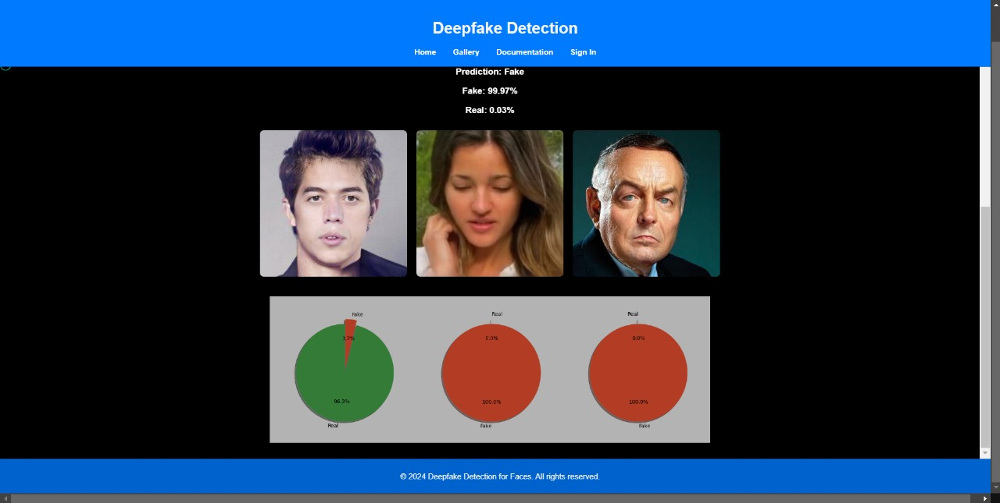 Deepfake Detection
Home Gallery Documentation Sign In
Prediction: Fake
Fake: 99.97%
Real: 0.03%
Fake Real Real
3.7% 0.0% 0.0%
96.3% 100.0% 100.0%
Real Fake Fake
© 2024 Deepfake Detection for Faces. All rights reserved.